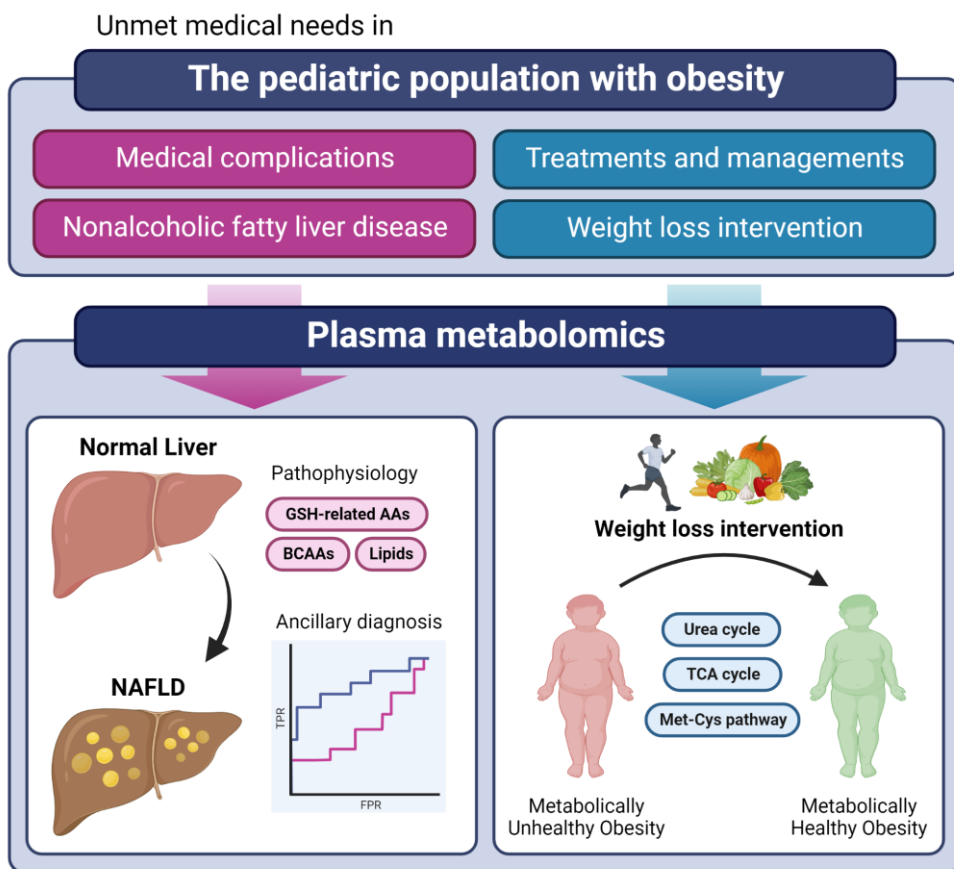 Unmet medical needs in
The pediatric population with obesity
Medical complications
Treatments and managements
Nonalcoholic fatty liver disease
Weight loss intervention
Plasma metabolomics
Normal Liver
Pathophysiology
GSH-related AAs
BCAAs
Lipids
Ancillary diagnosis
TPR
FPR
NAFLD
Weight loss intervention
Urea cycle
TCA cycle
Met-Cys pathway
Metabolically
Unhealthy Obesity
Metabolically
Healthy Obesity